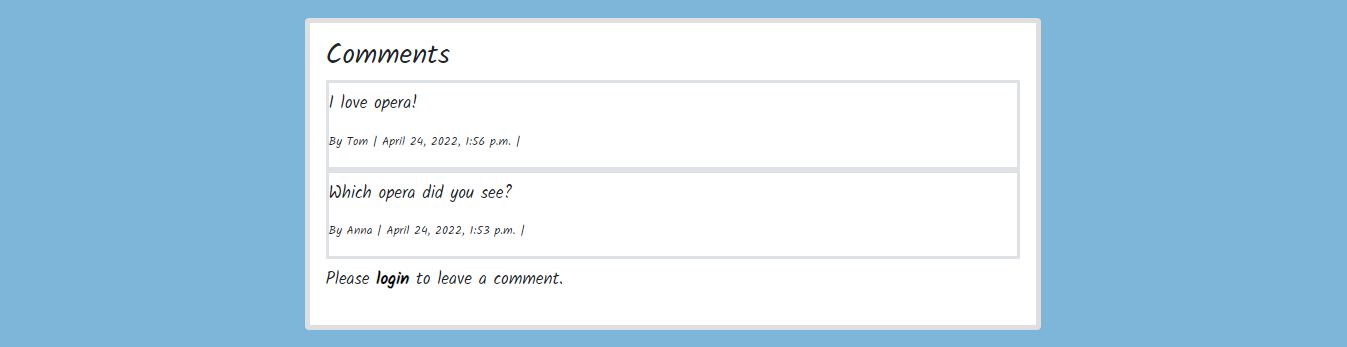 Comments
I love opera!
By Tom | April 24, 2022, 1:56 p.m. |
Which opera did you see?
By Anna | April 24, 2022, 1:53 p.m. |
Please login to leave a comment.